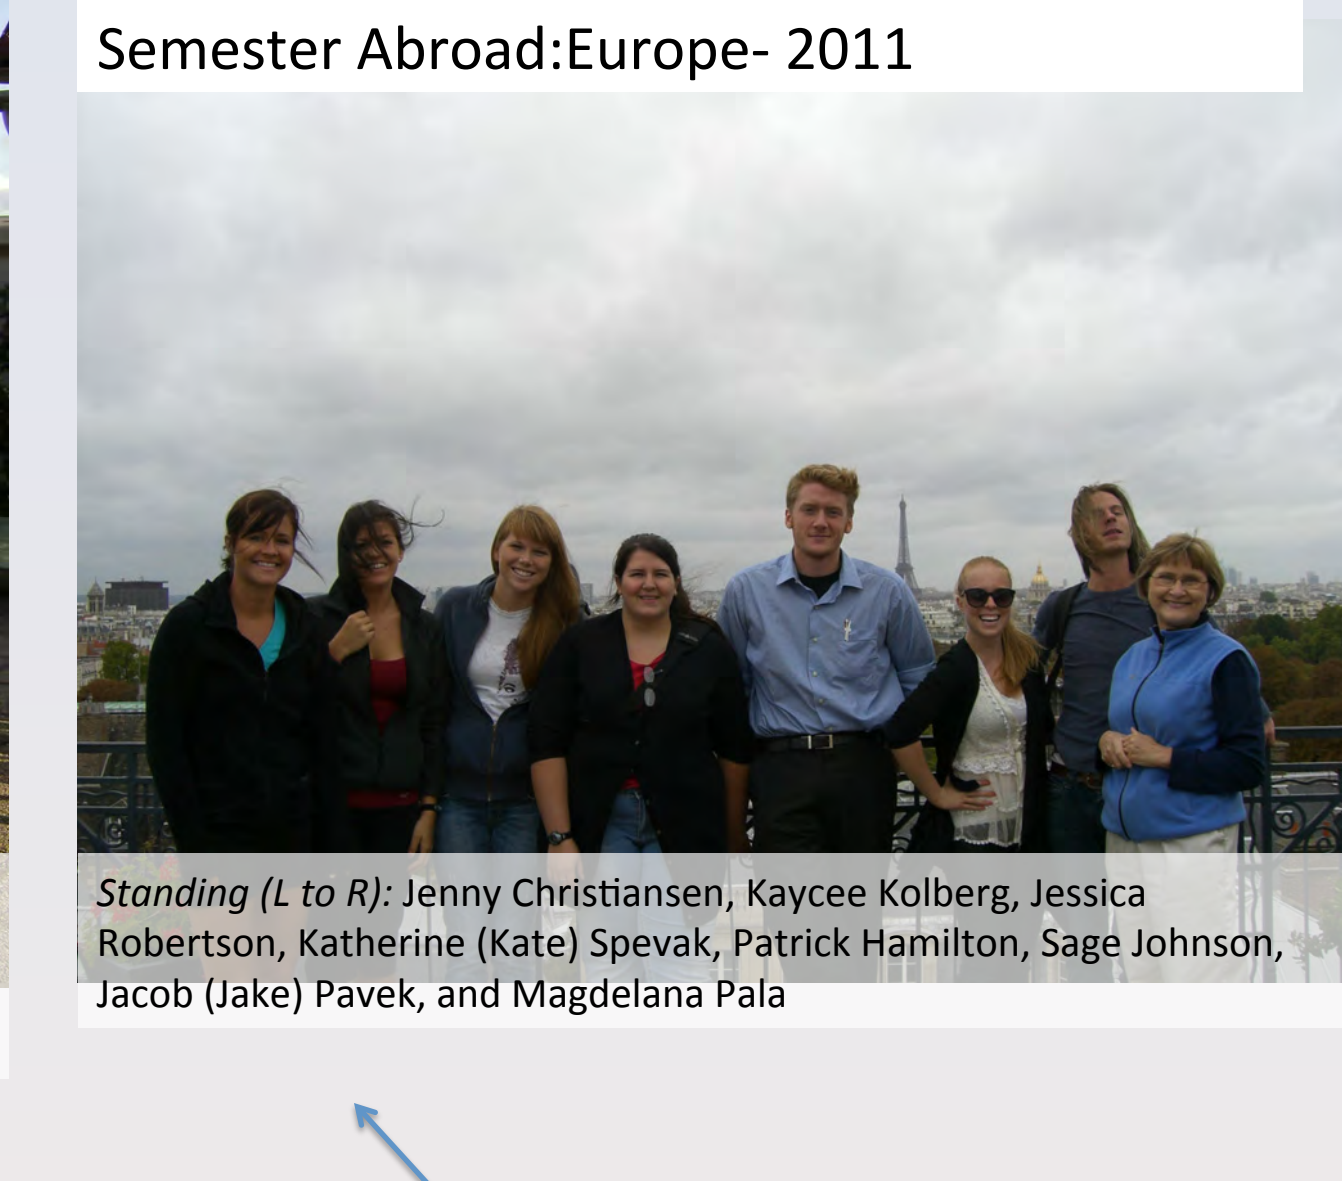 Semester Abroad:Europe- 2011
Standing (L to R): Jenny Christiansen, Kaycee Kolberg, Jessica
Robertson, Katherine (Kate) Spevak, Patrick Hamilton, Sage Johnson,
Jacob (Jake) Pavek, and Magdelana Pala